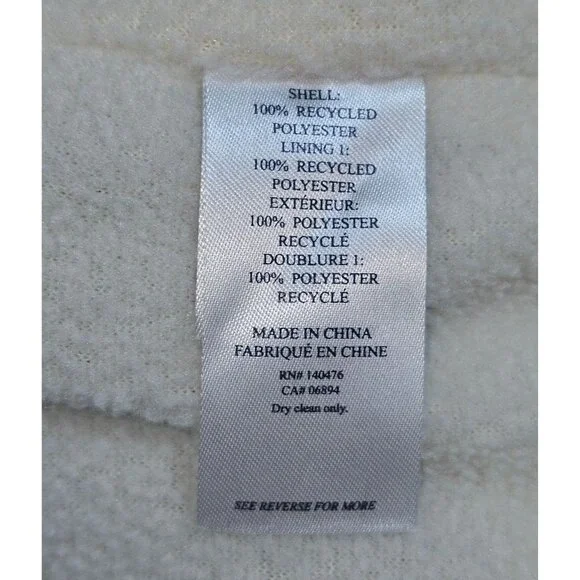 SHELL:
100% RECYCLED
POLYESTER
LINING 1:
100% RECYCLED
POLYESTER
EXTÉRIEUR:
100% POLYESTER
RECYCLÉ
DOUBLURE 1:
100% POLYESTER
RECYCLÉ
MADE IN CHINA
FABRIQUÉ EN CHINE
RN# 140476
CA# 06894
Dry clean only.
SEE REVERSE FOR MORE